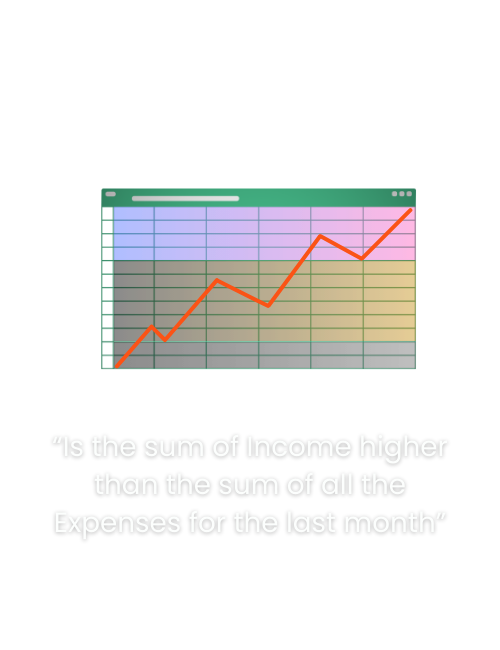 “Is the sum of Income higher
than the sum of all the
Expenses for the last month”